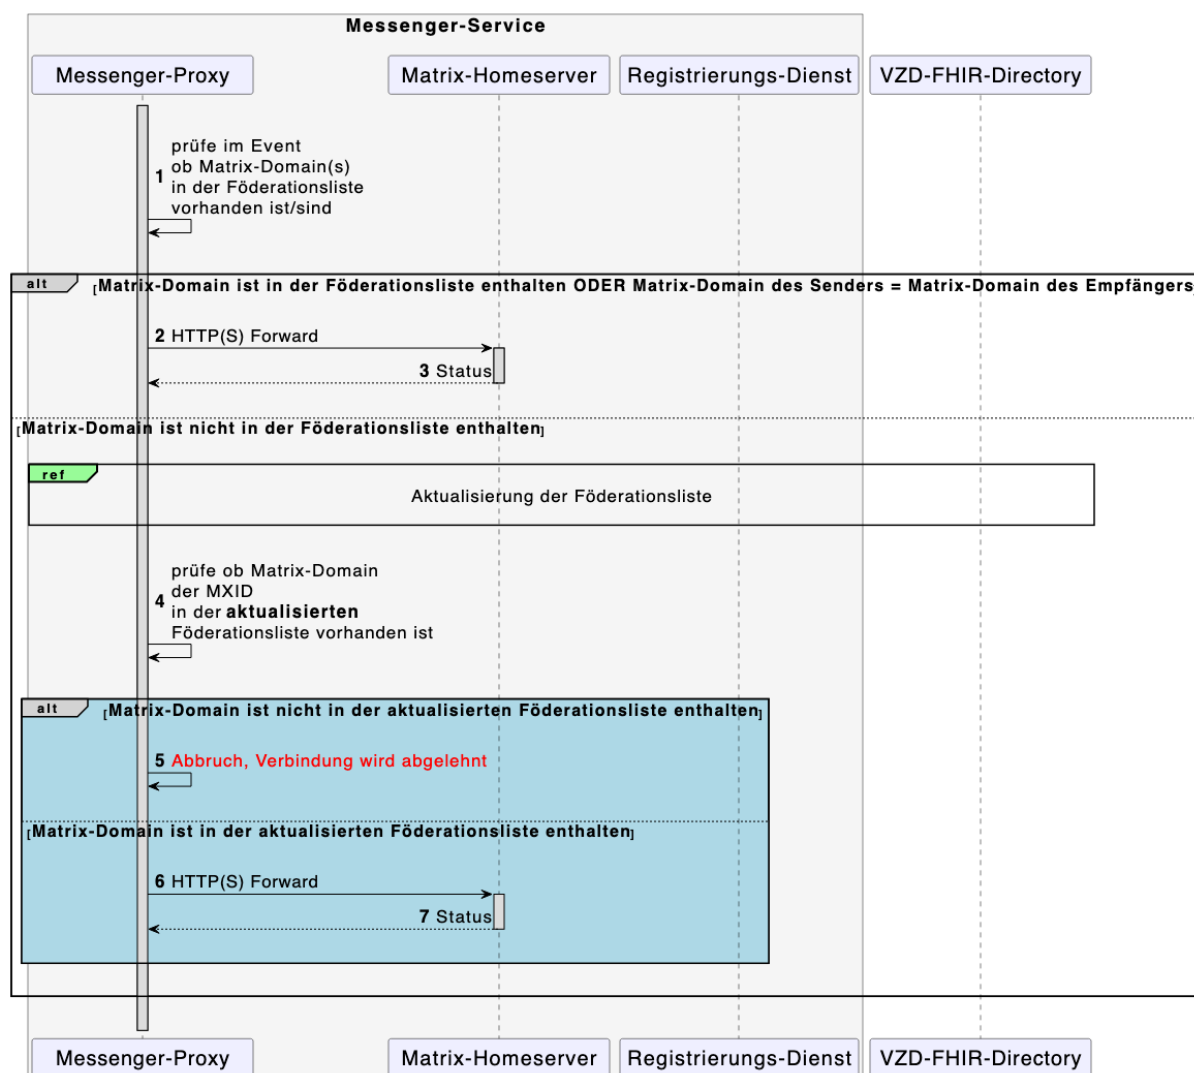 Messenger-Service
Messenger-Proxy
Matrix-Homeserver
Registrierungs-Dienst
VZD-FHIR-Directory
prüfe im Event
ob Matrix-Domain(s)
1
in der Föderationsliste
vorhanden ist/sind
alt
[Matrix-Domain ist in der Föderationsliste enthalten ODER Matrix-Domain des Senders = Matrix-Domain des Empfängers
2 HTTP(S) Forward
3 Status
[Matrix-Domain ist nicht in der Föderationsliste enthalten]
ref
Aktualisierung der Föderationsliste
prüfe ob Matrix-Domain
der MXID
4
in der aktualisierten
Föderationsliste vorhanden ist
alt
[Matrix-Domain ist nicht in der aktualisierten Föderationsliste enthalten]
5 Abbruch, Verbindung wird abgelehnt
[Matrix-Domain ist in der aktualisierten Föderationsliste enthalten]
6 HTTP(S) Forward
7 Status
Messenger-Proxy
Matrix-Homeserver
Registrierungs-Dienst
VZD-FHIR-Directory